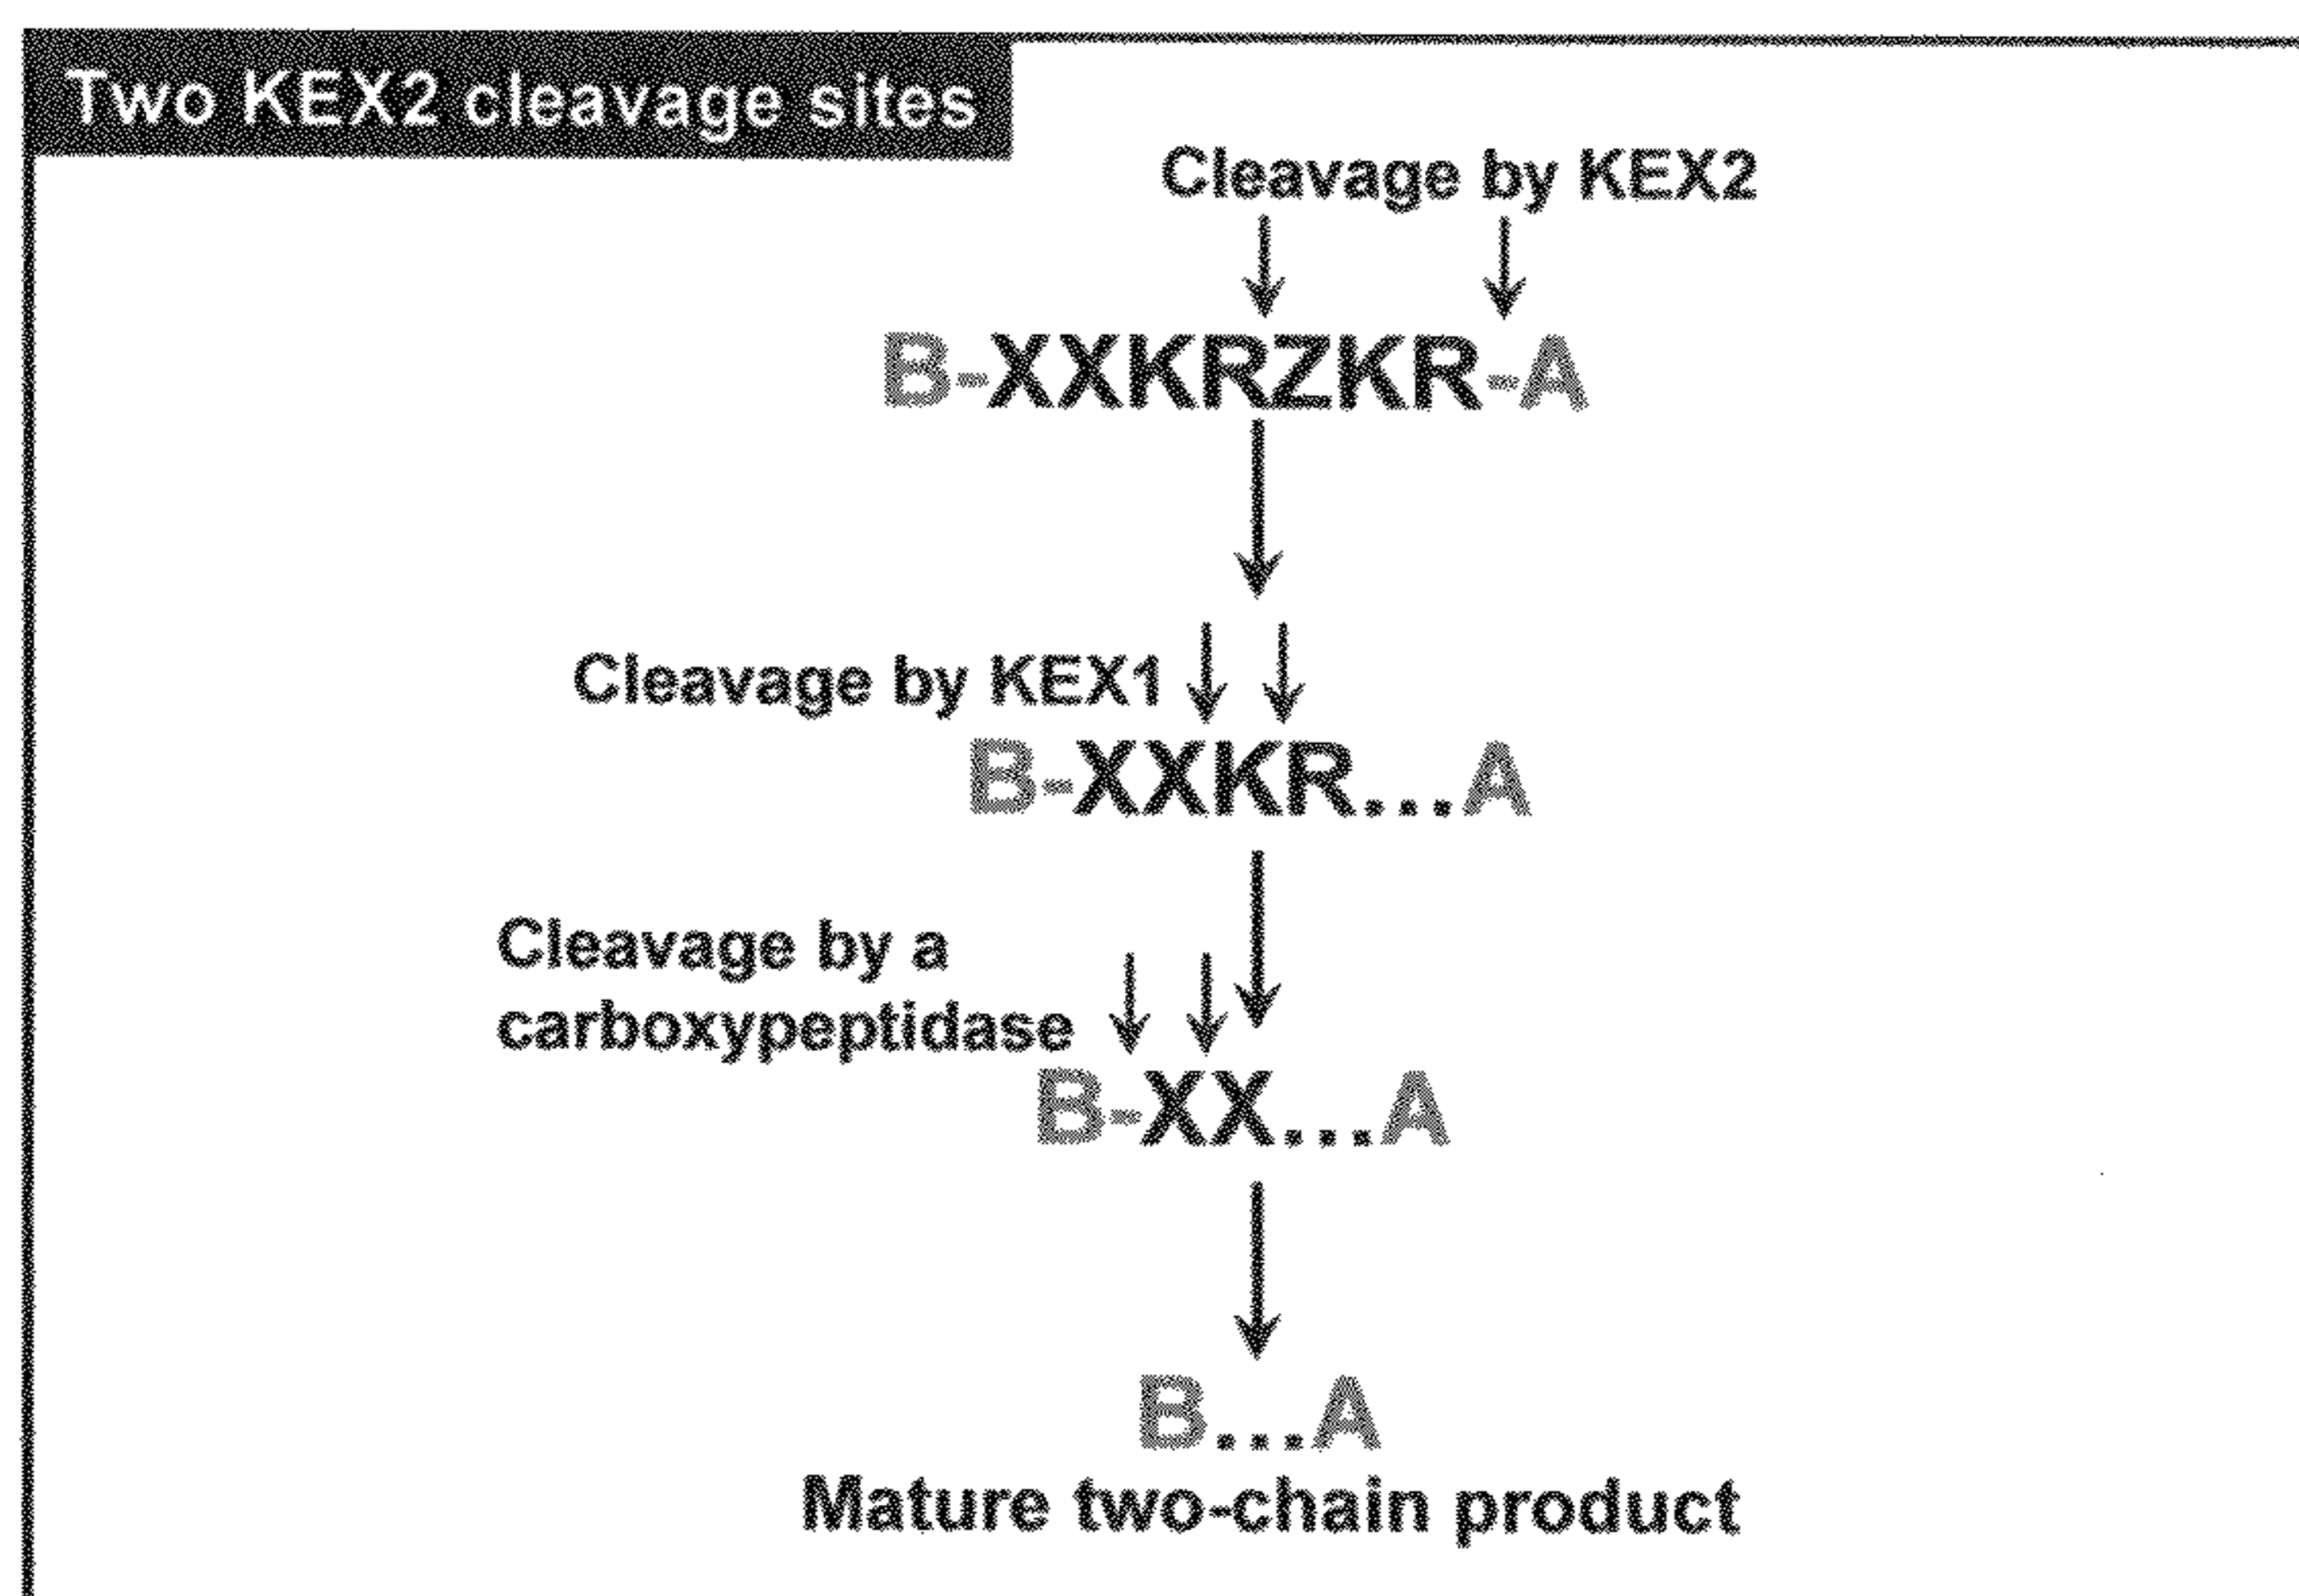 Two KEX2 cleavage sites
Cleavage by KEX2
B-XXKRZKR-A
Cleavage by KEX1
B-XXKR...A
Cleavage by a
carboxypeptidase
B-XX...A
B...A
Mature two-chain product